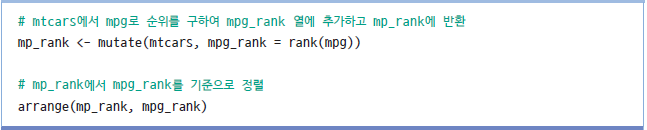 # mtcars에서 mpg로 순위를 구하여 mpg_rank 열에 추가하고 mp_rank에 반환
mp_rank <- mutate(mtcars, mpg_rank = rank(mpg))
# mp_rank에서 mpg_rank를 기준으로 정렬
arrange(mp_rank, mpg_rank)